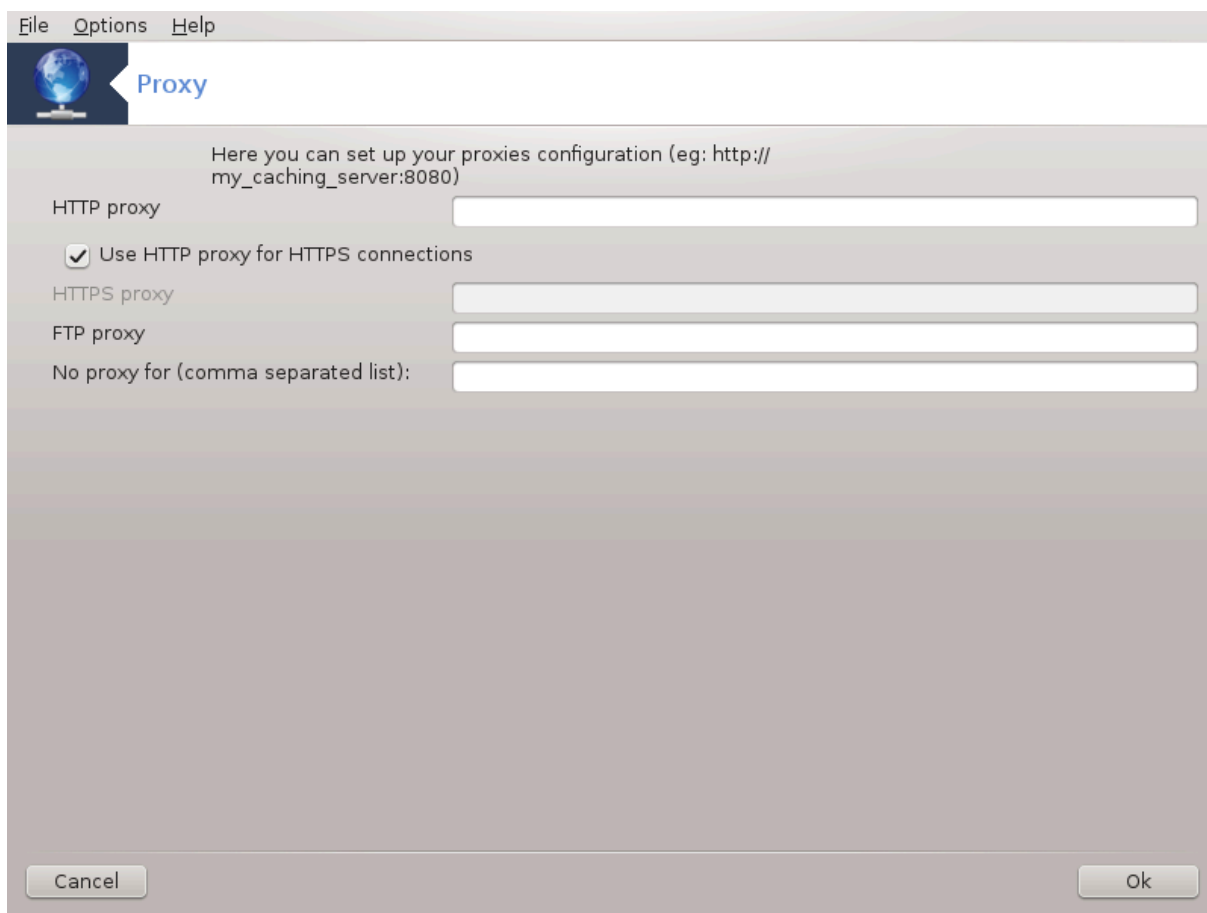 File Options Help
Proxy
Here you can set up your proxies configuration (eg: http://
my_caching_server:8080)
HTTP proxy
Use HTTP proxy for HTTPS connections
HTTPS proxy
FTP proxy
No proxy for (comma separated list):
Cancel Ok